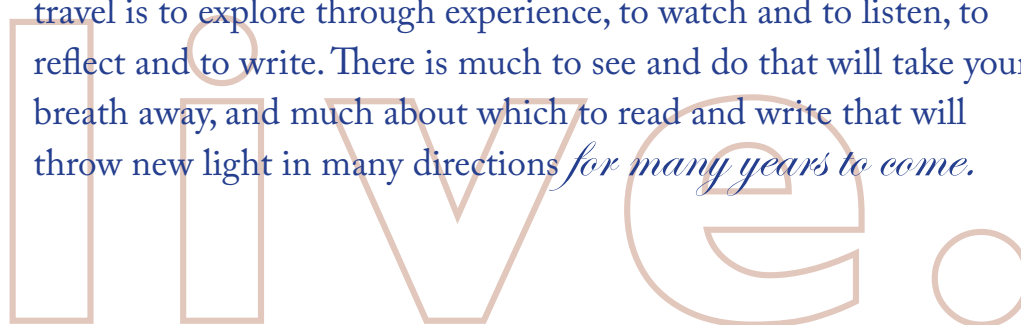 travel is to explore through experience, to watch and to listen, to
reflect and to write. There is much to see and do that will take your
breath away, and much about which to read and write that will
throw new light in many directions for many years to come.
live.